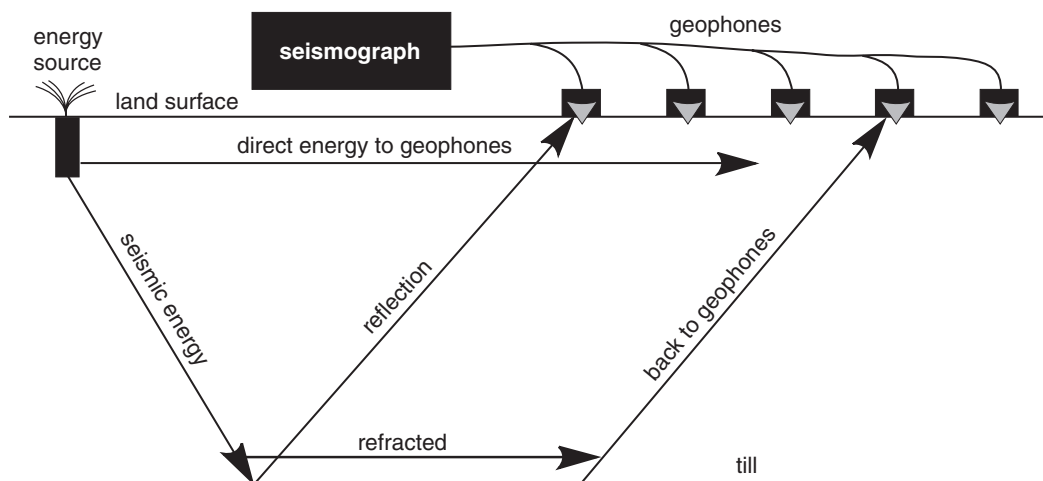 energy
source
seismograph
geophones
land surface
direct energy to geophones
seismic energy
reflection
back to geophones
refracted
till